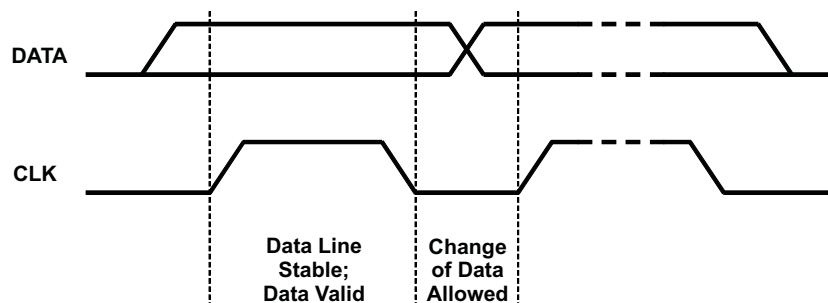 DATA
CLK
Data Line
Stable;
Data Valid
Change
of Data
Allowed